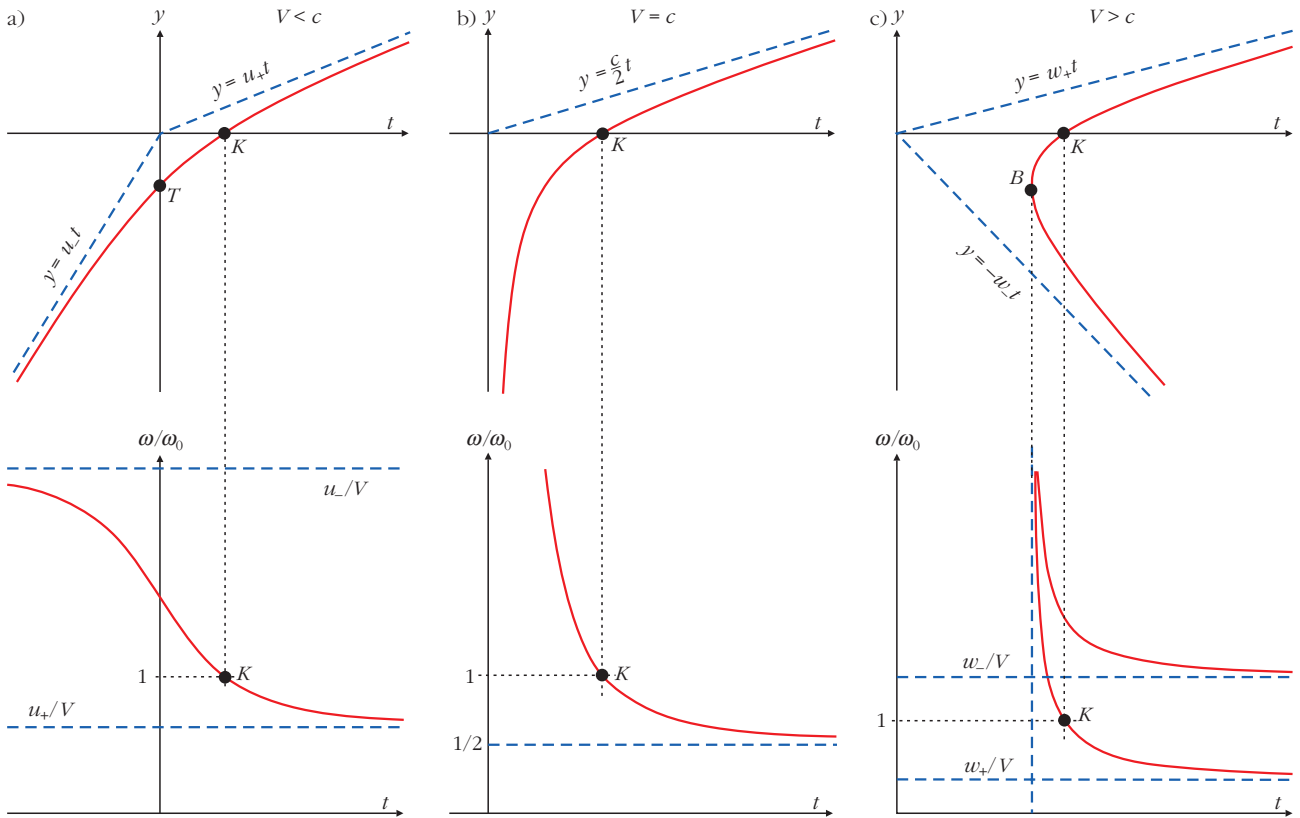 a)
y
V < c
y = u₊t
t
K
T
y = u₋t
ω/ω₀
u₋/V
1
K
u₊/V
t
b)
y
V = c
y = c/2 t
t
K
ω/ω₀
1
K
1/2
t
c)
y
V > c
y = w₊t
t
K
B
y = −w₋t
ω/ω₀
w₋/V
1
K
w₊/V
t